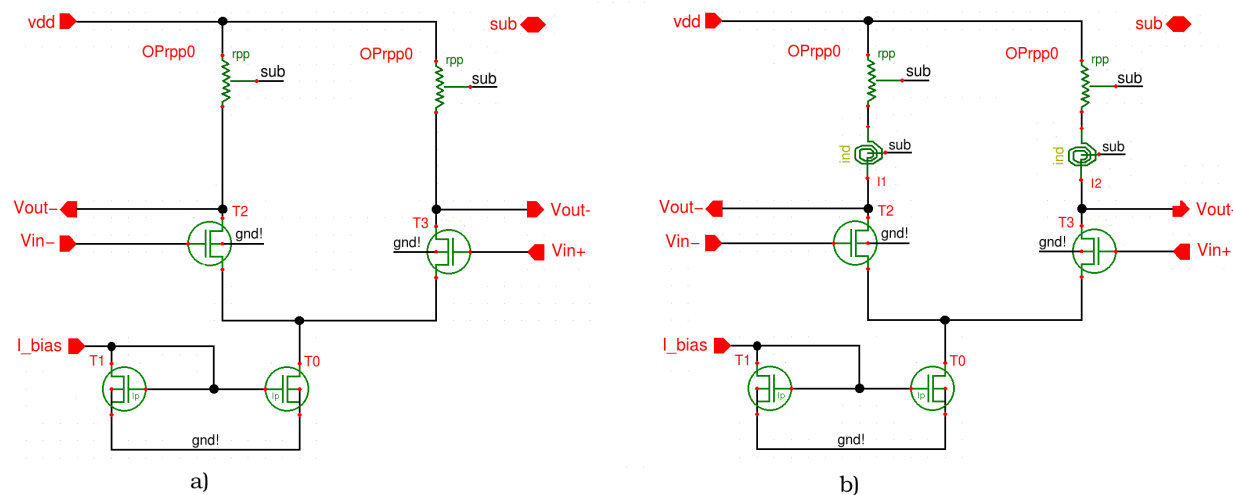 vdd
sub
OPrpp0
rpp
sub
OPrpp0
rpp
sub
Vout−
T2
T3
Vout-
Vin−
gnd!
gnd!
Vin+
I_bias
T1
T0
lp
lp
gnd!
a)
vdd
sub
OPrpp0
rpp
sub
OPrpp0
rpp
sub
ind
sub
I1
ind
sub
I2
Vout−
T2
T3
Vout-
Vin−
gnd!
gnd!
Vin+
I_bias
T1
T0
lp
lp
gnd!
b)